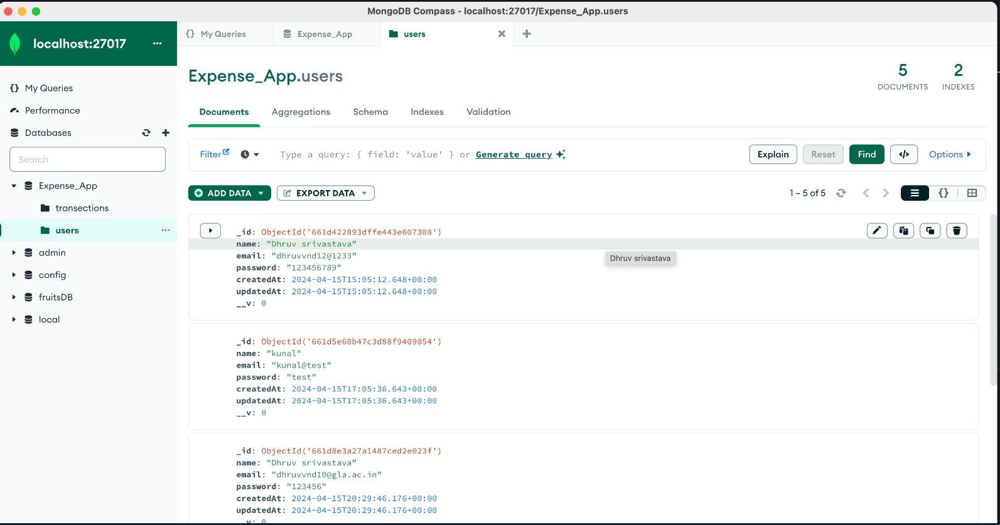 MongoDB Compass - localhost:27017/Expense_App.users
localhost:27017 ...
{} My Queries
Expense_App
users
My Queries
Performance
Databases
Search
Expense_App
transections
users
admin
config
fruitsDB
local
Expense_App.users
5
DOCUMENTS
2
INDEXES
Documents Aggregations Schema Indexes Validation
Filter
Type a query: { field: 'value' } or Generate query
Explain
Reset
Find
</>
Options
ADD DATA
EXPORT DATA
1 – 5 of 5
{}
_id: ObjectId('661d422893dffe443e607308')
name: "Dhruv srivastava"
email: "dhruvvnd12@1233"
Dhruv srivastava
password: "123456789"
createdAt: 2024-04-15T15:05:12.648+00:00
updatedAt: 2024-04-15T15:05:12.648+00:00
__v: 0
_id: ObjectId('661d5e60b47c3d88f9409054')
name: "kunal"
email: "kunal@test"
password: "test"
createdAt: 2024-04-15T17:05:36.643+00:00
updatedAt: 2024-04-15T17:05:36.643+00:00
__v: 0
_id: ObjectId('661d8e3a27a1487ced2e023f')
name: "Dhruv srivastava"
email: "dhruvvnd10@gla.ac.in"
password: "123456"
createdAt: 2024-04-15T20:29:46.176+00:00
updatedAt: 2024-04-15T20:29:46.176+00:00
__v: 0